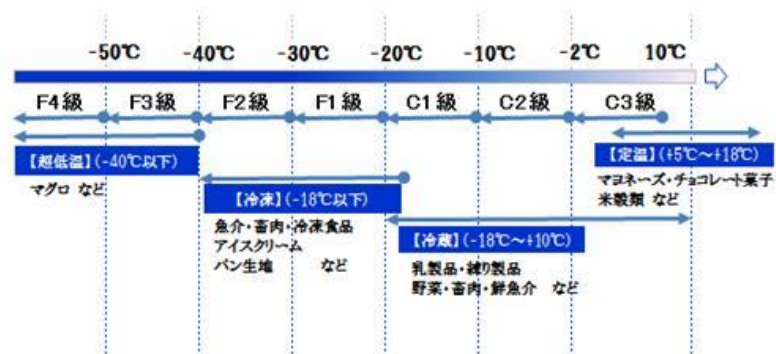 -50℃ -40℃ -30℃ -20℃ -10℃ -2℃ 10℃
F4級 F3級 F2級 F1級 C1級 C2級 C3級
【超低温】(-40℃以下)
マグロ など
【冷凍】(-18℃以下)
魚介・畜肉・冷凍食品
アイスクリーム
パン生地 など
【冷蔵】(-18℃~+10℃)
乳製品・練り製品
野菜・畜肉・鮮魚介 など
【定温】(+5℃~+18℃)
マヨネーズ・チョコレート菓子
米穀類 など